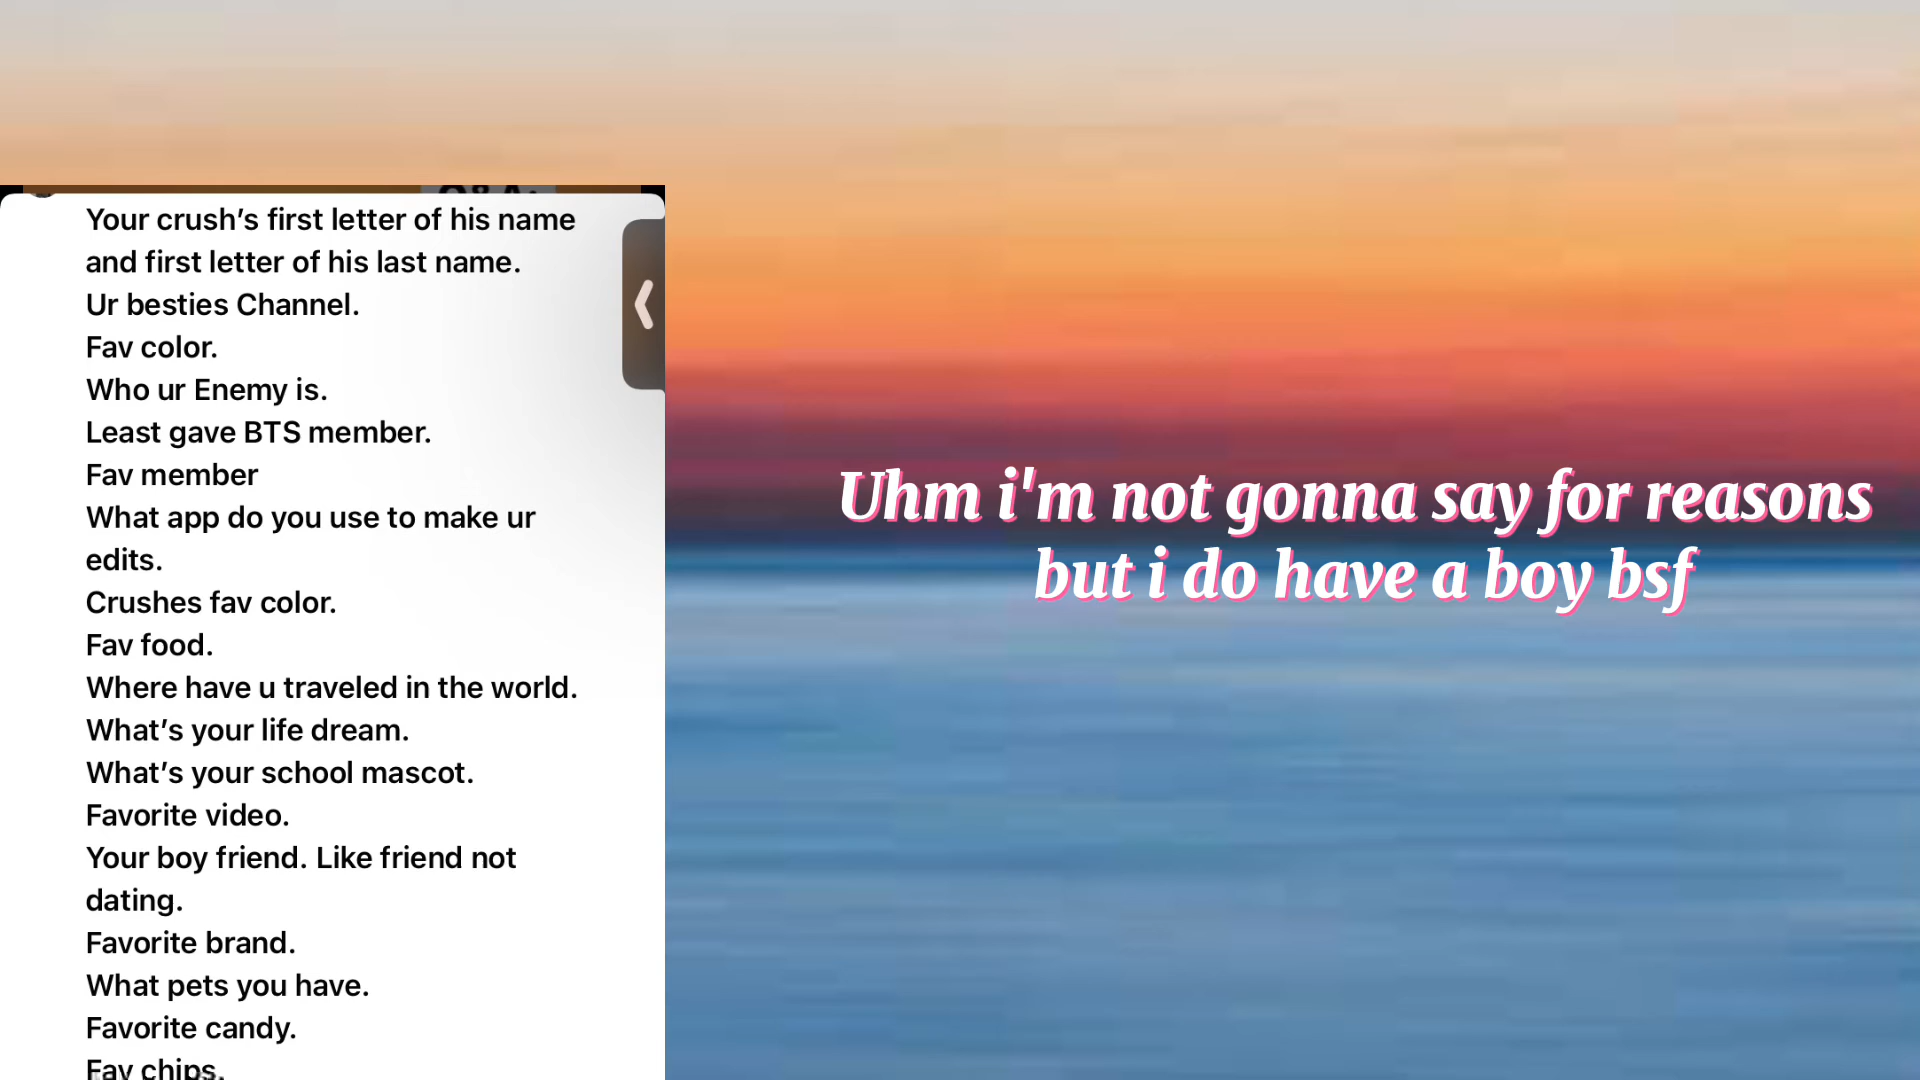 Q&A:
Your crush’s first letter of his name
and first letter of his last name.
Ur besties Channel.
Fav color.
Who ur Enemy is.
Least gave BTS member.
Fav member
What app do you use to make ur
edits.
Crushes fav color.
Fav food.
Where have u traveled in the world.
What’s your life dream.
What’s your school mascot.
Favorite video.
Your boy friend. Like friend not
dating.
Favorite brand.
What pets you have.
Favorite candy.
Fav chips.
Uhm i'm not gonna say for reasons
but i do have a boy bsf